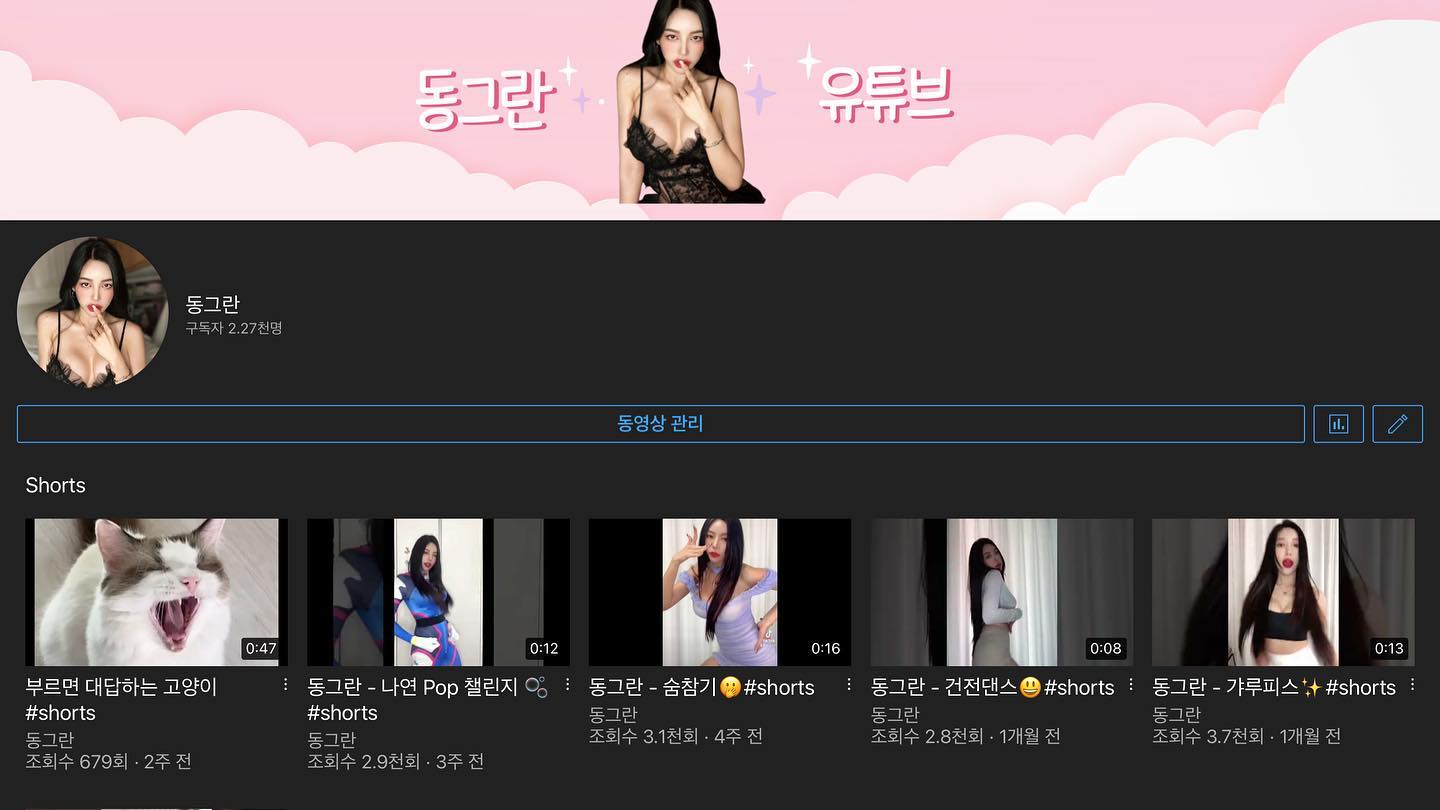 동그란 유튜브
동그란
구독자 2.27천명
동영상 관리
Shorts
0:47
0:12
0:16
0:08
0:13
부르면 대답하는 고양이
#shorts
동그란
조회수 679회 · 2주 전
동그란 - 나연 Pop 챌린지 🫧
#shorts
동그란
조회수 2.9천회 · 3주 전
동그란 - 숨참기🤫#shorts
동그란
조회수 3.1천회 · 4주 전
동그란 - 건전댄스😃#shorts
동그란
조회수 2.8천회 · 1개월 전
동그란 - 갸루피스✨ #shorts
동그란
조회수 3.7천회 · 1개월 전